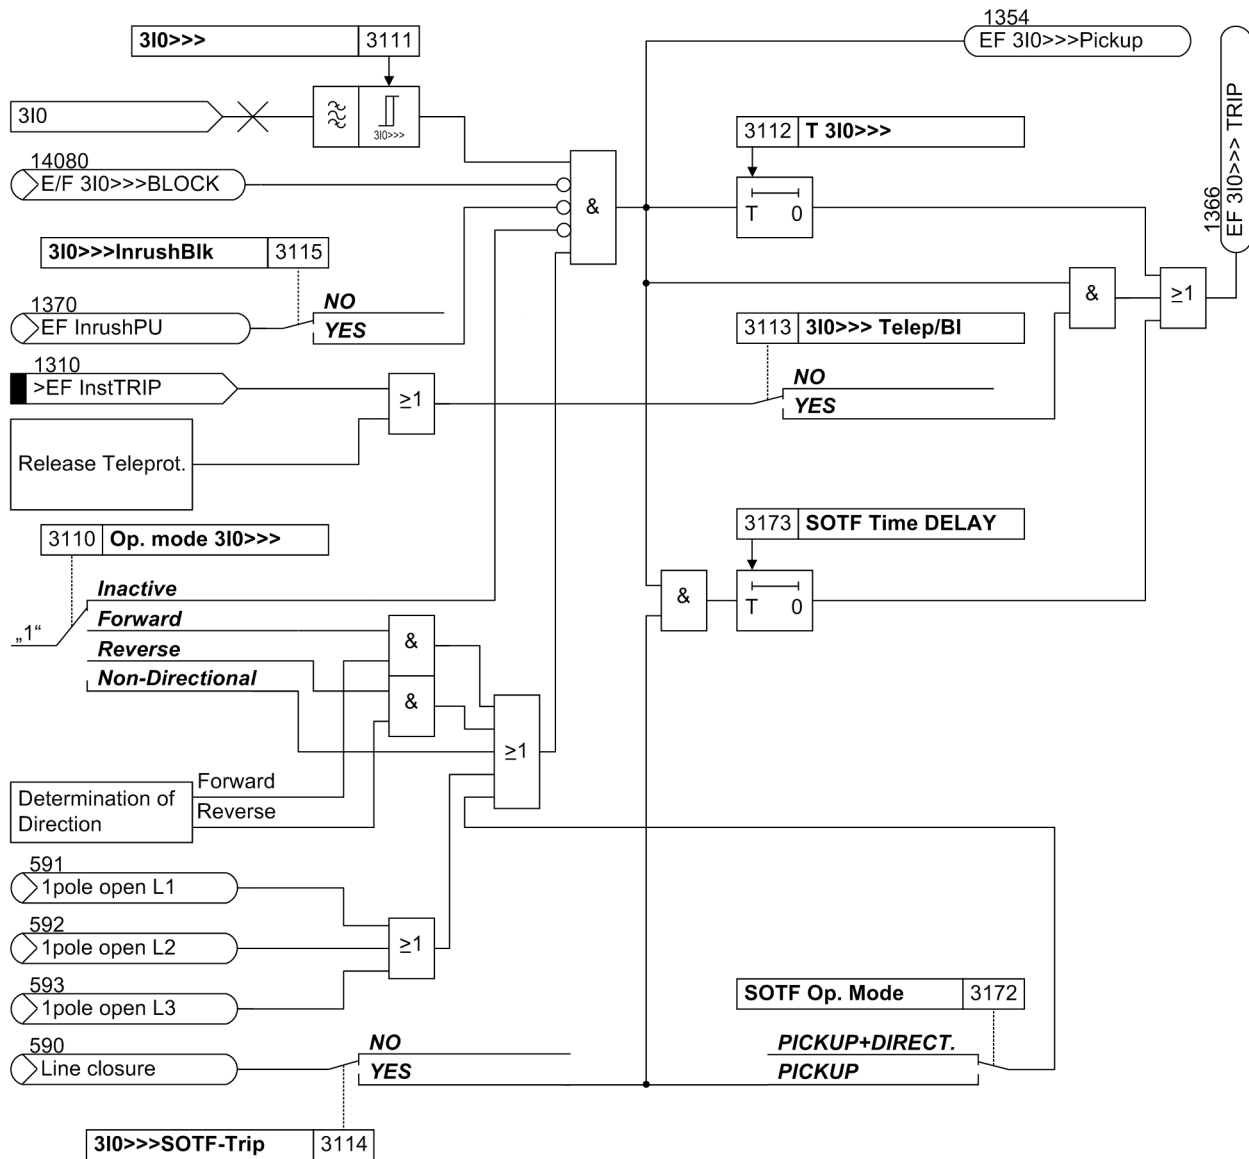 1354
EF 3I0>>>Pickup
3I0>>> 3111
3I0
3I0>>>
1366
EF 3I0>>> TRIP
3112 T 3I0>>>
14080
E/F 3I0>>>BLOCK
&
T 0
3I0>>>InrushBlk 3115
1370
EF InrushPU
NO
YES
&
≥1
3113 3I0>>> Telep/BI
1310
>EF InstTRIP
≥1
NO
YES
Release Teleprot.
3110 Op. mode 3I0>>>
3173 SOTF Time DELAY
Inactive
&
T 0
„1“
Forward
&
Reverse
Non-Directional
&
≥1
Determination of
Direction
Forward
Reverse
591
1pole open L1
592
1pole open L2
≥1
593
1pole open L3
SOTF Op. Mode 3172
590
Line closure
NO
YES
PICKUP+DIRECT.
PICKUP
3I0>>>SOTF-Trip 3114